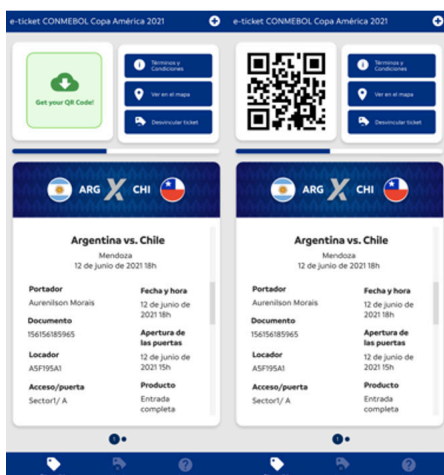 e-ticket CONMEBOL Copa América 2021
Get your QR Code!
Términos y
Condiciones
Ver en el mapa
Desvincular ticket
ARG X CHI
Argentina vs. Chile
Mendoza
12 de junio de 2021 18h
Portador
Aurenilson Morais
Documento
156156185965
Locador
A5F195A1
Acceso/puerta
Sector1/ A
Fecha y hora
12 de junio de
2021 18h
Apertura de
las puertas
12 de junio de
2021 15h
Producto
Entrada
completa
1
e-ticket CONMEBOL Copa América 2021
Términos y
Condiciones
Ver en el mapa
Desvincular ticket
ARG X CHI
Argentina vs. Chile
Mendoza
12 de junio de 2021 18h
Portador
Aurenilson Morais
Documento
156156185965
Locador
A5F195A1
Acceso/puerta
Sector1/ A
Fecha y hora
12 de junio de
2021 18h
Apertura de
las puertas
12 de junio de
2021 15h
Producto
Entrada
completa
1